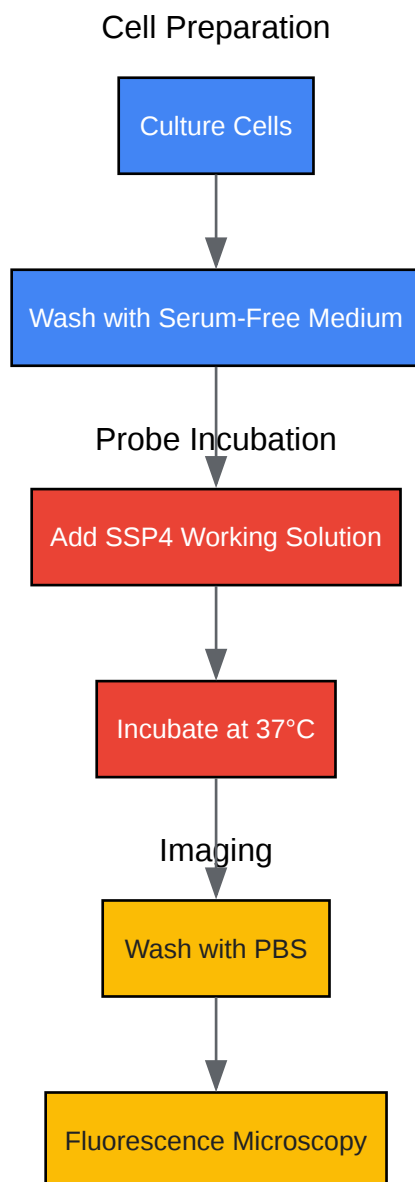 Cell Preparation
Culture Cells
Wash with Serum-Free Medium
Probe Incubation
Add SSP4 Working Solution
Incubate at 37°C
Imaging
Wash with PBS
Fluorescence Microscopy